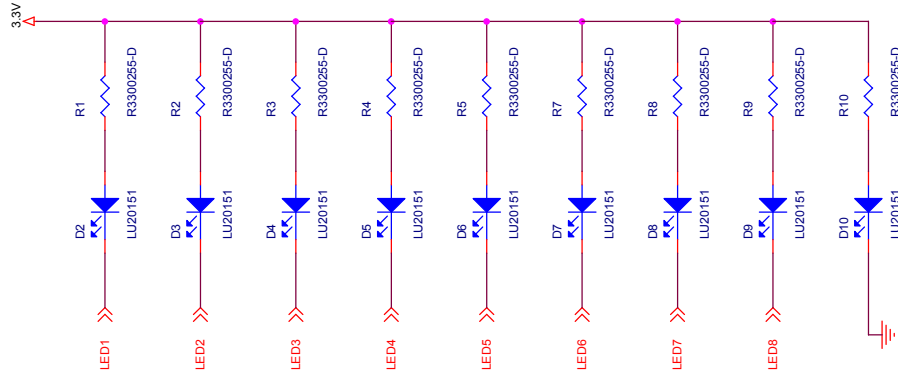 3.3V
R1
R3300255-D
R2
R3300255-D
R3
R3300255-D
R4
R3300255-D
R5
R3300255-D
R7
R3300255-D
R8
R3300255-D
R9
R3300255-D
R10
R3300255-D
D2
LU20151
D3
LU20151
D4
LU20151
D5
LU20151
D6
LU20151
D7
LU20151
D8
LU20151
D9
LU20151
D10
LU20151
LED1
LED2
LED3
LED4
LED5
LED6
LED7
LED8